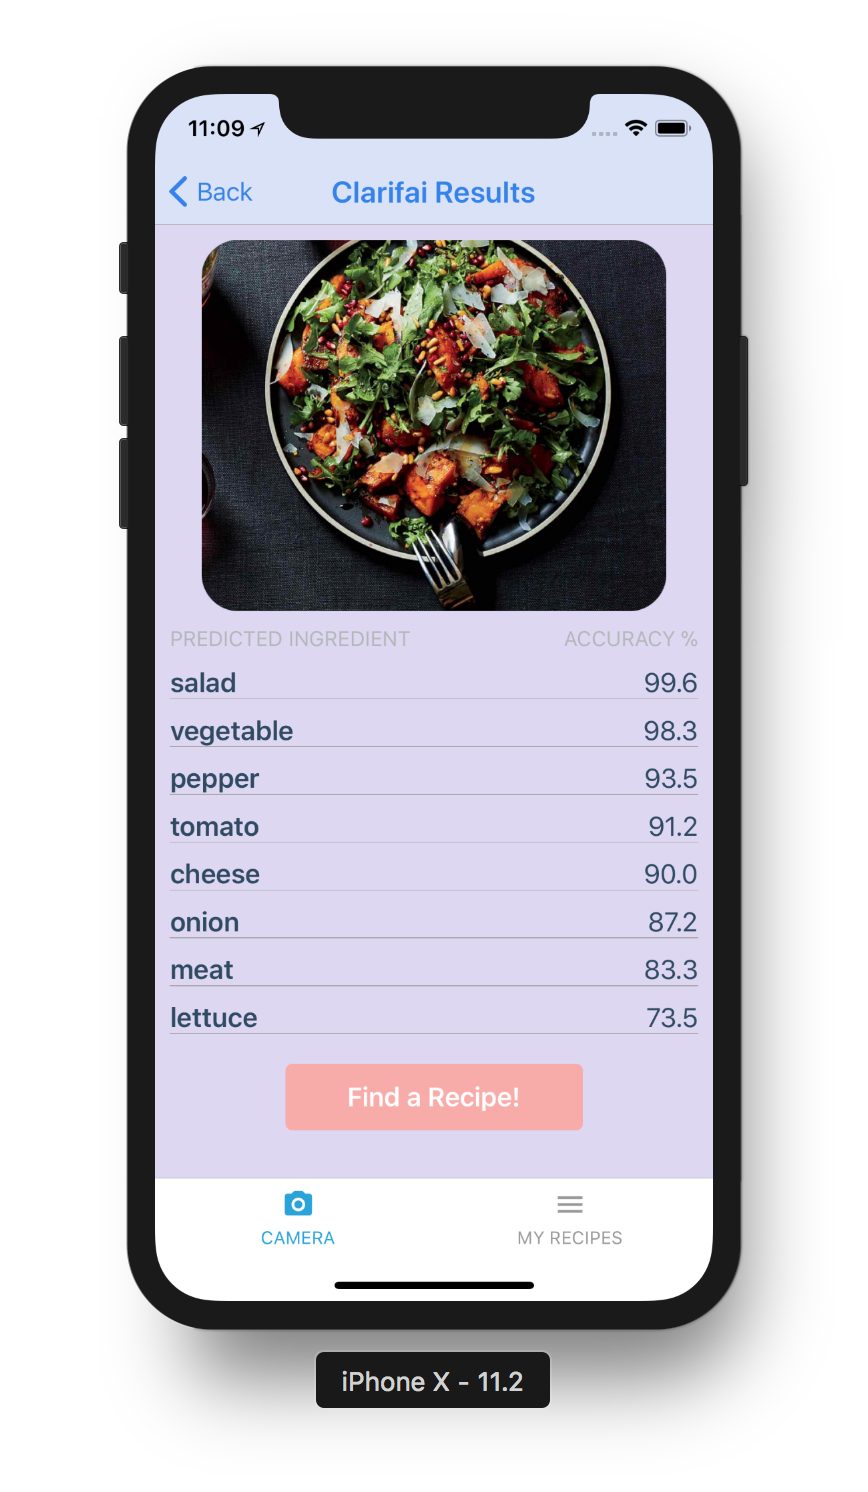 11:09
Back Clarifai Results
PREDICTED INGREDIENT ACCURACY %
salad 99.6
vegetable 98.3
pepper 93.5
tomato 91.2
cheese 90.0
onion 87.2
meat 83.3
lettuce 73.5
Find a Recipe!
CAMERA MY RECIPES
iPhone X - 11.2